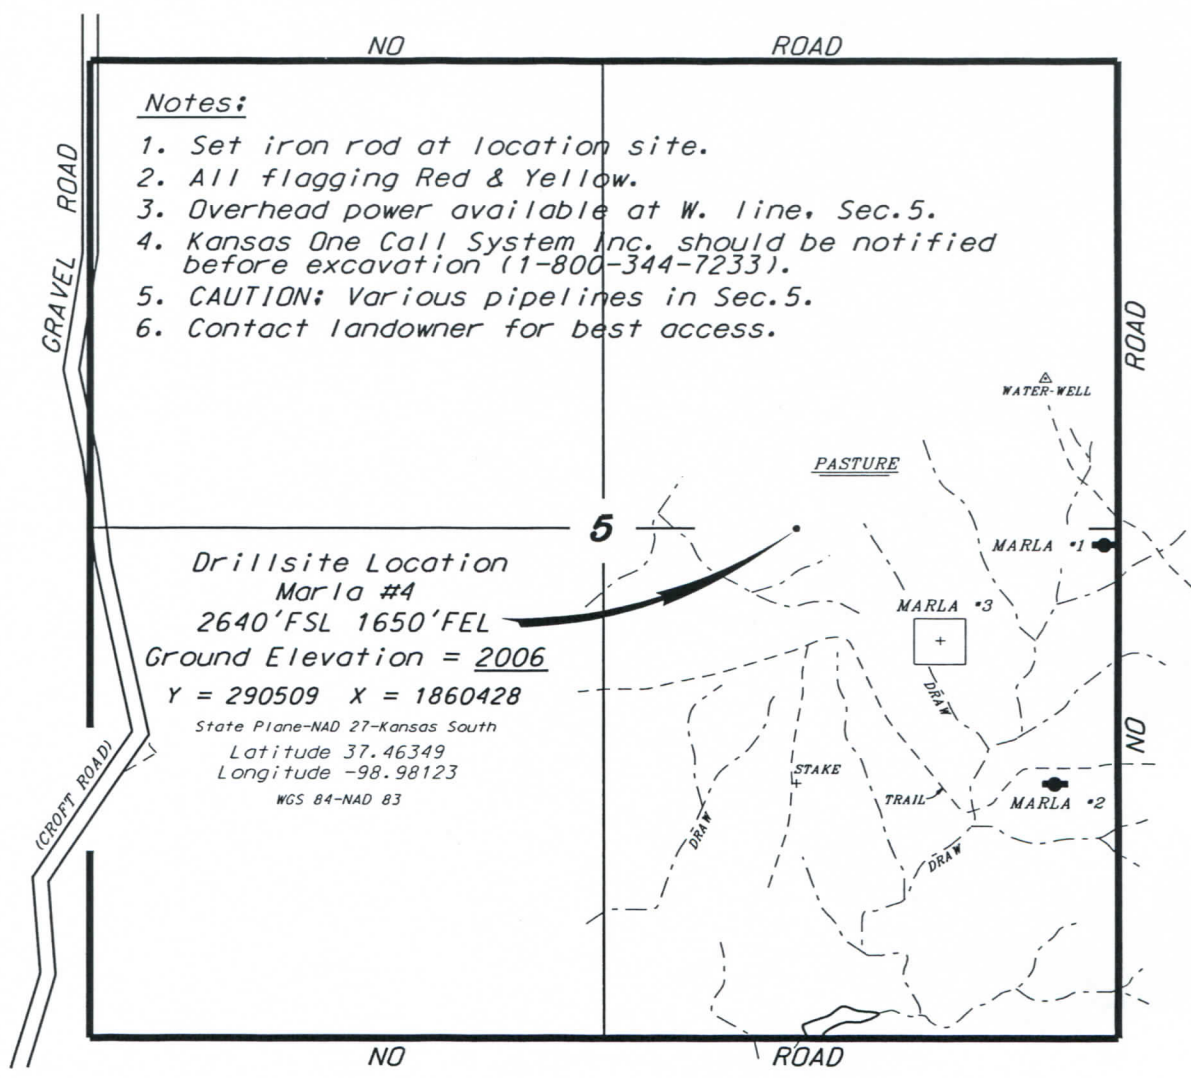 NO ROAD
Notes:
1. Set iron rod at location site.
2. All flagging Red & Yellow.
3. Overhead power available at W. line, Sec.5.
4. Kansas One Call System Inc. should be notified
before excavation (1-800-344-7233).
5. CAUTION: Various pipelines in Sec.5.
6. Contact landowner for best access.
GRAVEL ROAD
ROAD
WATER-WELL
PASTURE
5
MARLA #1
Drillsite Location
Marla #4
2640'FSL 1650'FEL
Ground Elevation = 2006
Y = 290509 X = 1860428
State Plane-NAD 27-Kansas South
Latitude 37.46349
Longitude -98.98123
WGS 84-NAD 83
MARLA #3
DRAW
NO
(CROFT ROAD)
STAKE
TRAIL
MARLA #2
DRAW
DRAW
NO ROAD